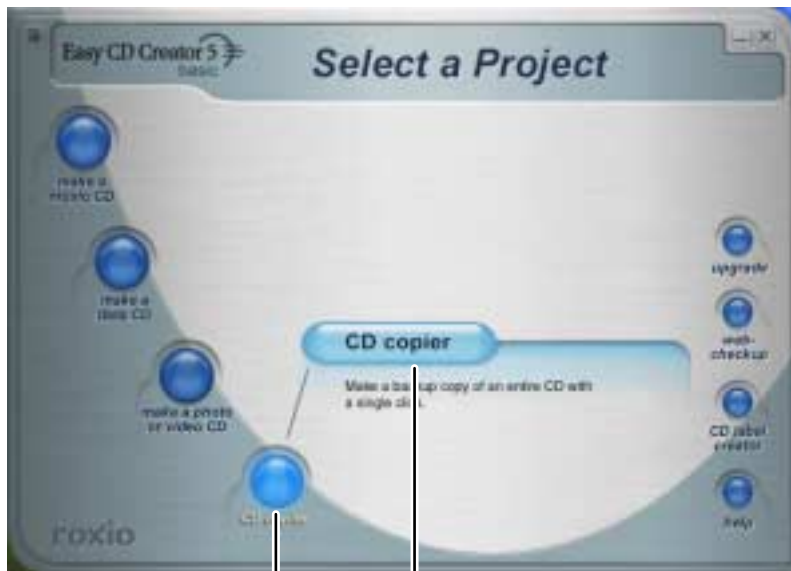 Easy CD Creator 5
BASIC
Select a Project
make a
music CD
make a
data CD
make a photo
or video CD
CD copier
Make a backup copy of an entire CD with
a single click.
upgrade
web-
checkup
CD label
creator
help
roxio